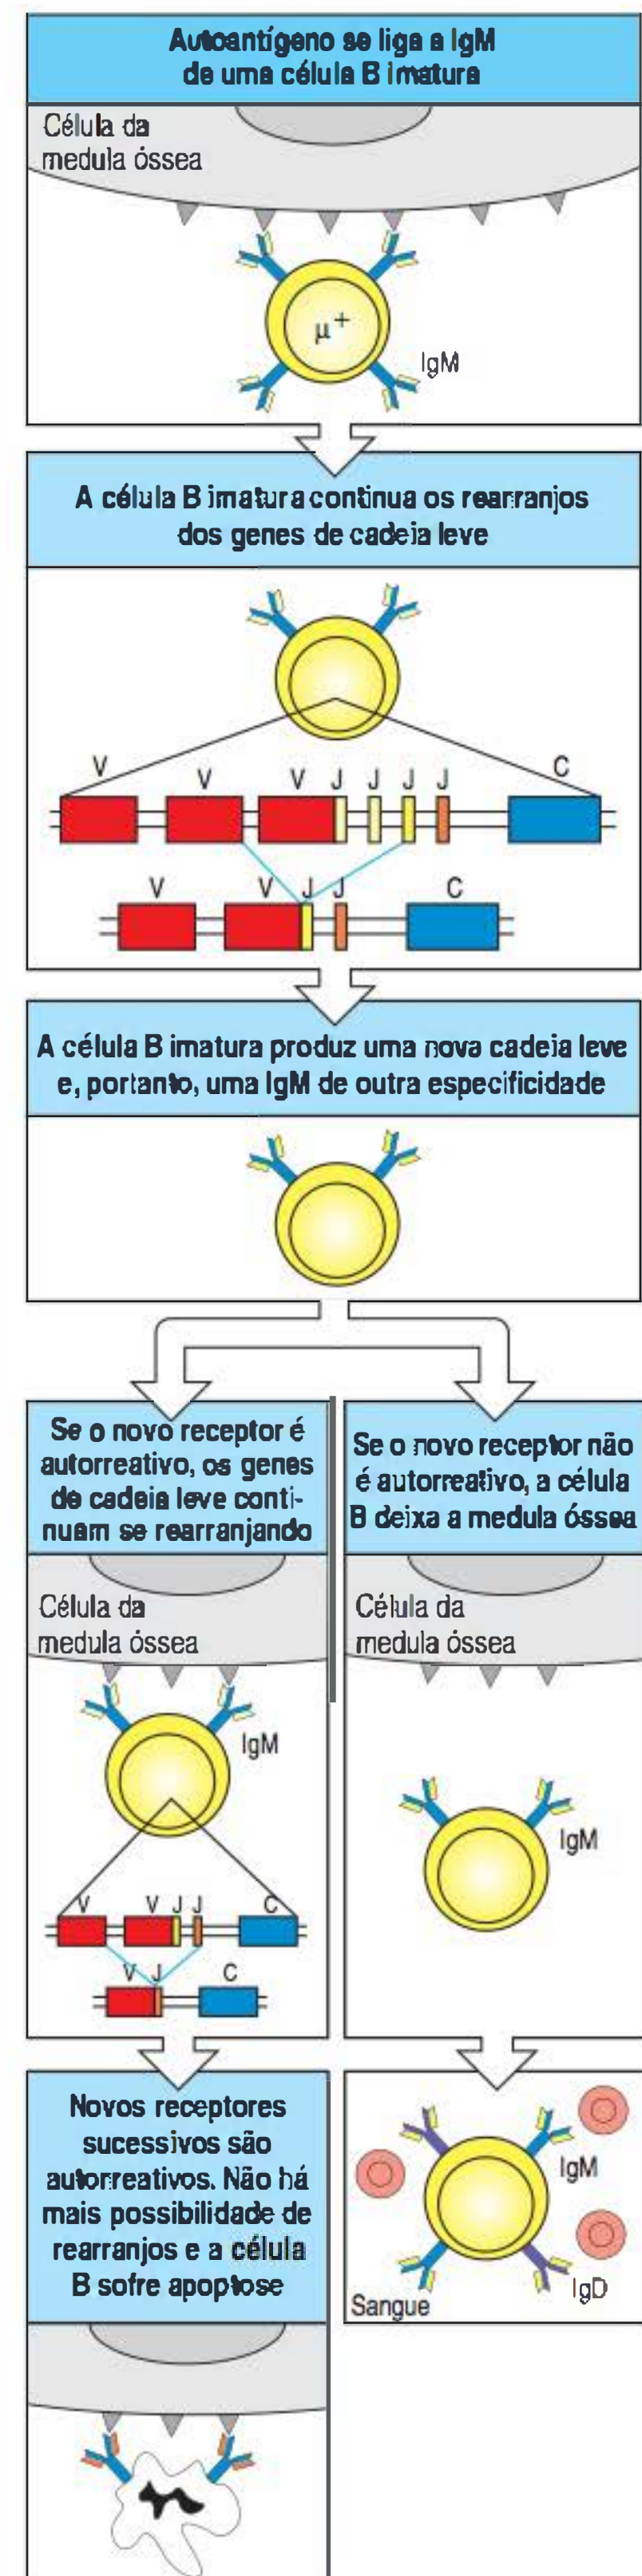 Autoantígeno se liga a IgM
de uma célula B imatura
Célula da
medula óssea
μ+
IgM
A célula B imatura continua os rearranjos
dos genes de cadeia leve
V
V
V J J J J
C
V
V J J
C
A célula B imatura produz uma nova cadeia leve
e, portanto, uma IgM de outra especificidade
Se o novo receptor é
autorreativo, os genes
de cadeia leve conti-
nuam se rearranjando
Célula da
medula óssea
IgM
V
V J J
C
V J
C
Novos receptores
sucessivos são
autorreativos. Não há
mais possibilidade de
rearranjos e a célula
B sofre apoptose
Se o novo receptor não
é autorreativo, a célula
B deixa a medula óssea
Célula da
medula óssea
IgM
IgM
IgD
Sangue